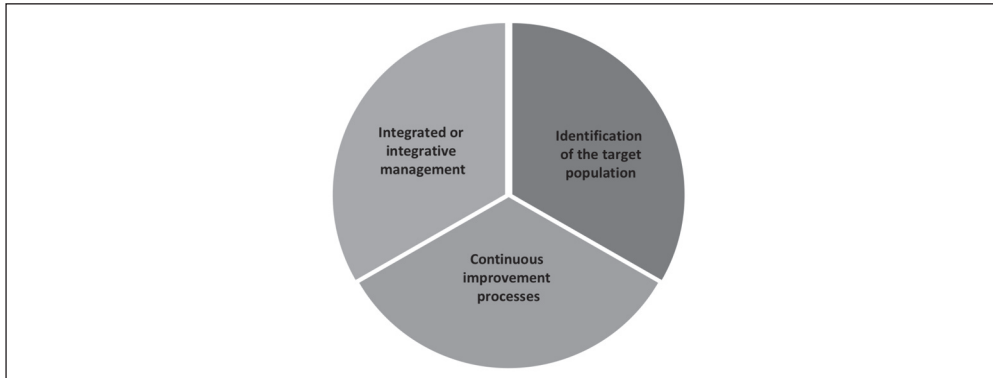 Integrated or
integrative
management
Identification
of the target
population
Continuous
improvement
processes